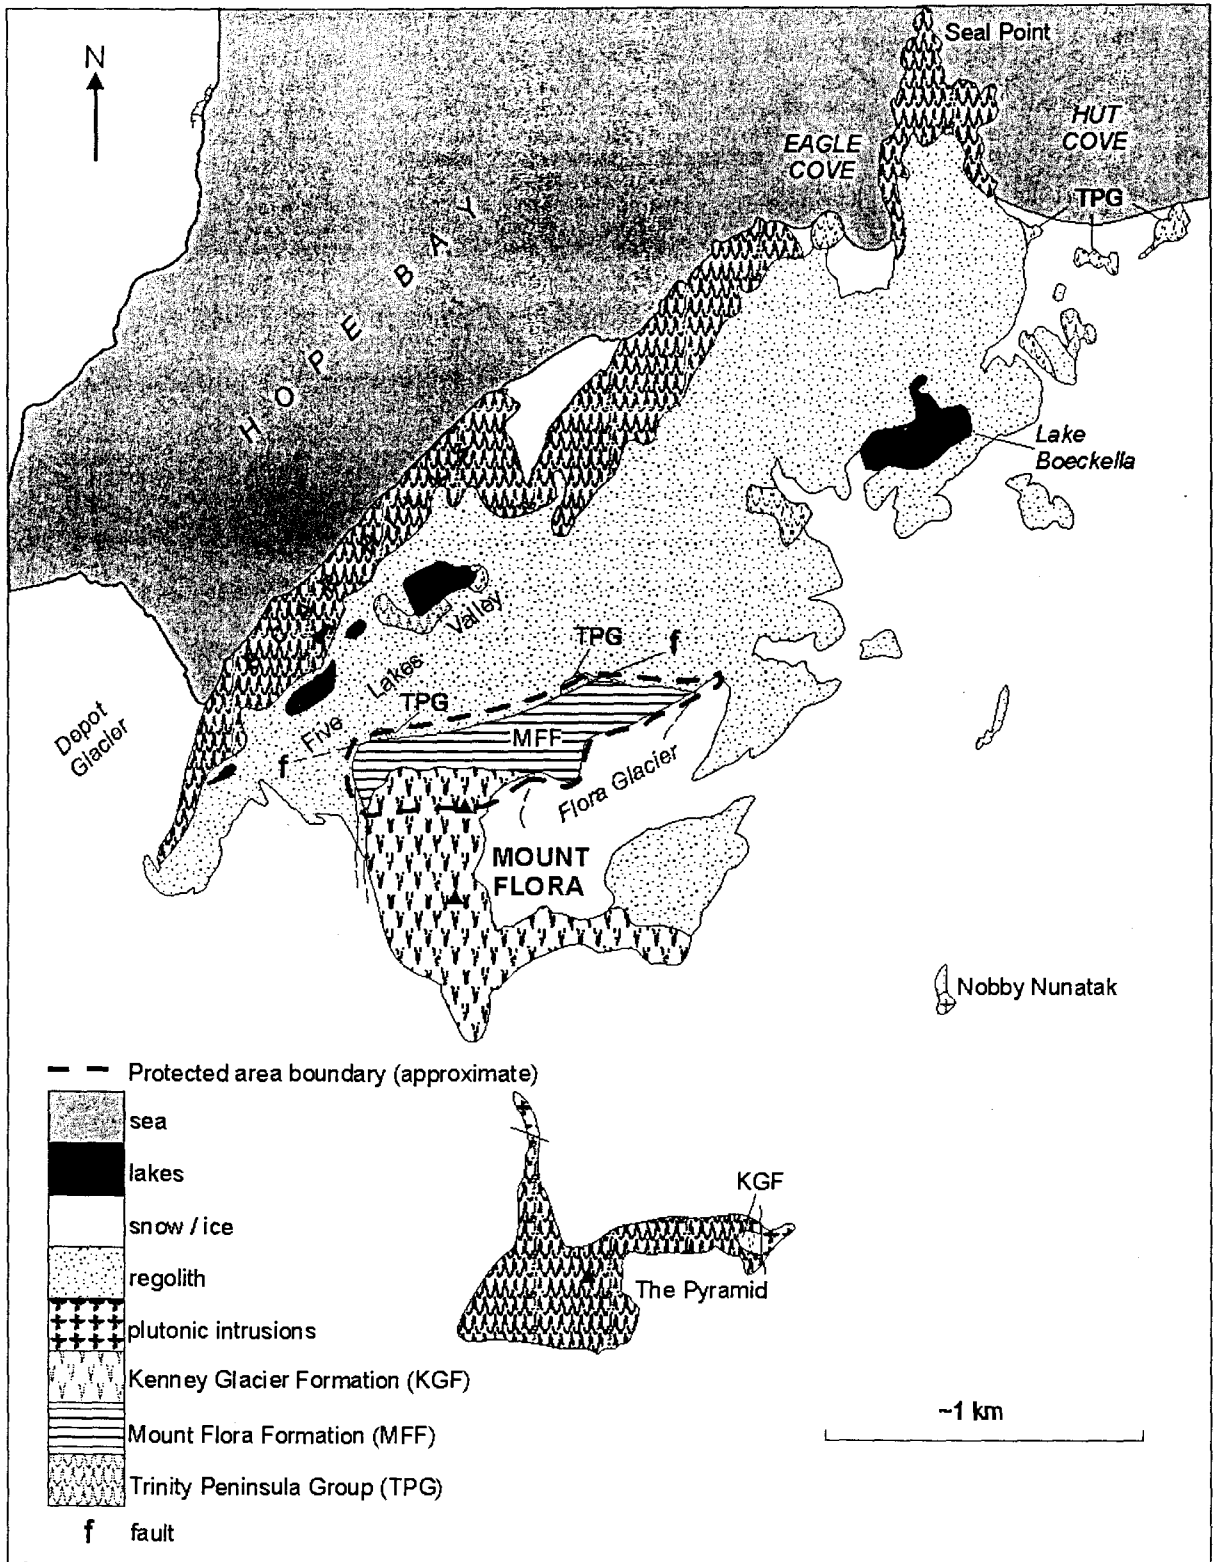 N
Seal Point
EAGLE
COVE
HUT
COVE
TPG
HOPE BAY
Lake
Boeckella
Five Lakes Valley
TPG
f
TPG
f
MFF
Depot
Glacier
Flora Glacier
MOUNT
FLORA
Nobby Nunatak
Protected area boundary (approximate)
sea
lakes
snow / ice
regolith
plutonic intrusions
Kenney Glacier Formation (KGF)
Mount Flora Formation (MFF)
Trinity Peninsula Group (TPG)
f fault
KGF
The Pyramid
~1 km